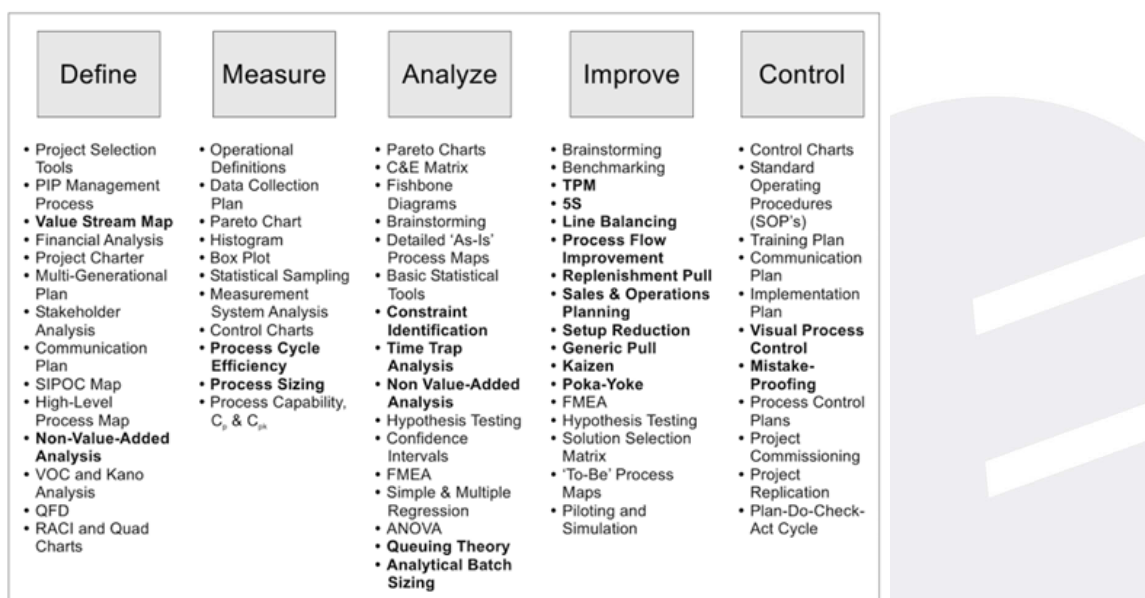 Define
• Project Selection
Tools
• PIP Management
Process
• Value Stream Map
• Financial Analysis
• Project Charter
• Multi-Generational
Plan
• Stakeholder
Analysis
• Communication
Plan
• SIPOC Map
• High-Level
Process Map
• Non-Value-Added
Analysis
• VOC and Kano
Analysis
• QFD
• RACI and Quad
Charts
Measure
• Operational
Definitions
• Data Collection
Plan
• Pareto Chart
• Histogram
• Box Plot
• Statistical Sampling
• Measurement
System Analysis
• Control Charts
• Process Cycle
Efficiency
• Process Sizing
• Process Capability,
Cp & Cpk
Analyze
• Pareto Charts
• C&E Matrix
• Fishbone
Diagrams
• Brainstorming
• Detailed ‘As-Is’
Process Maps
• Basic Statistical
Tools
• Constraint
Identification
• Time Trap
Analysis
• Non Value-Added
Analysis
• Hypothesis Testing
• Confidence
Intervals
• FMEA
• Simple & Multiple
Regression
• ANOVA
• Queuing Theory
• Analytical Batch
Sizing
Improve
• Brainstorming
• Benchmarking
• TPM
• 5S
• Line Balancing
• Process Flow
Improvement
• Replenishment Pull
• Sales & Operations
Planning
• Setup Reduction
• Generic Pull
• Kaizen
• Poka-Yoke
• FMEA
• Hypothesis Testing
• Solution Selection
Matrix
• ‘To-Be’ Process
Maps
• Piloting and
Simulation
Control
• Control Charts
• Standard
Operating
Procedures
(SOP’s)
• Training Plan
• Communication
Plan
• Implementation
Plan
• Visual Process
Control
• Mistake-
Proofing
• Process Control
Plans
• Project
Commissioning
• Project
Replication
• Plan-Do-Check-
Act Cycle